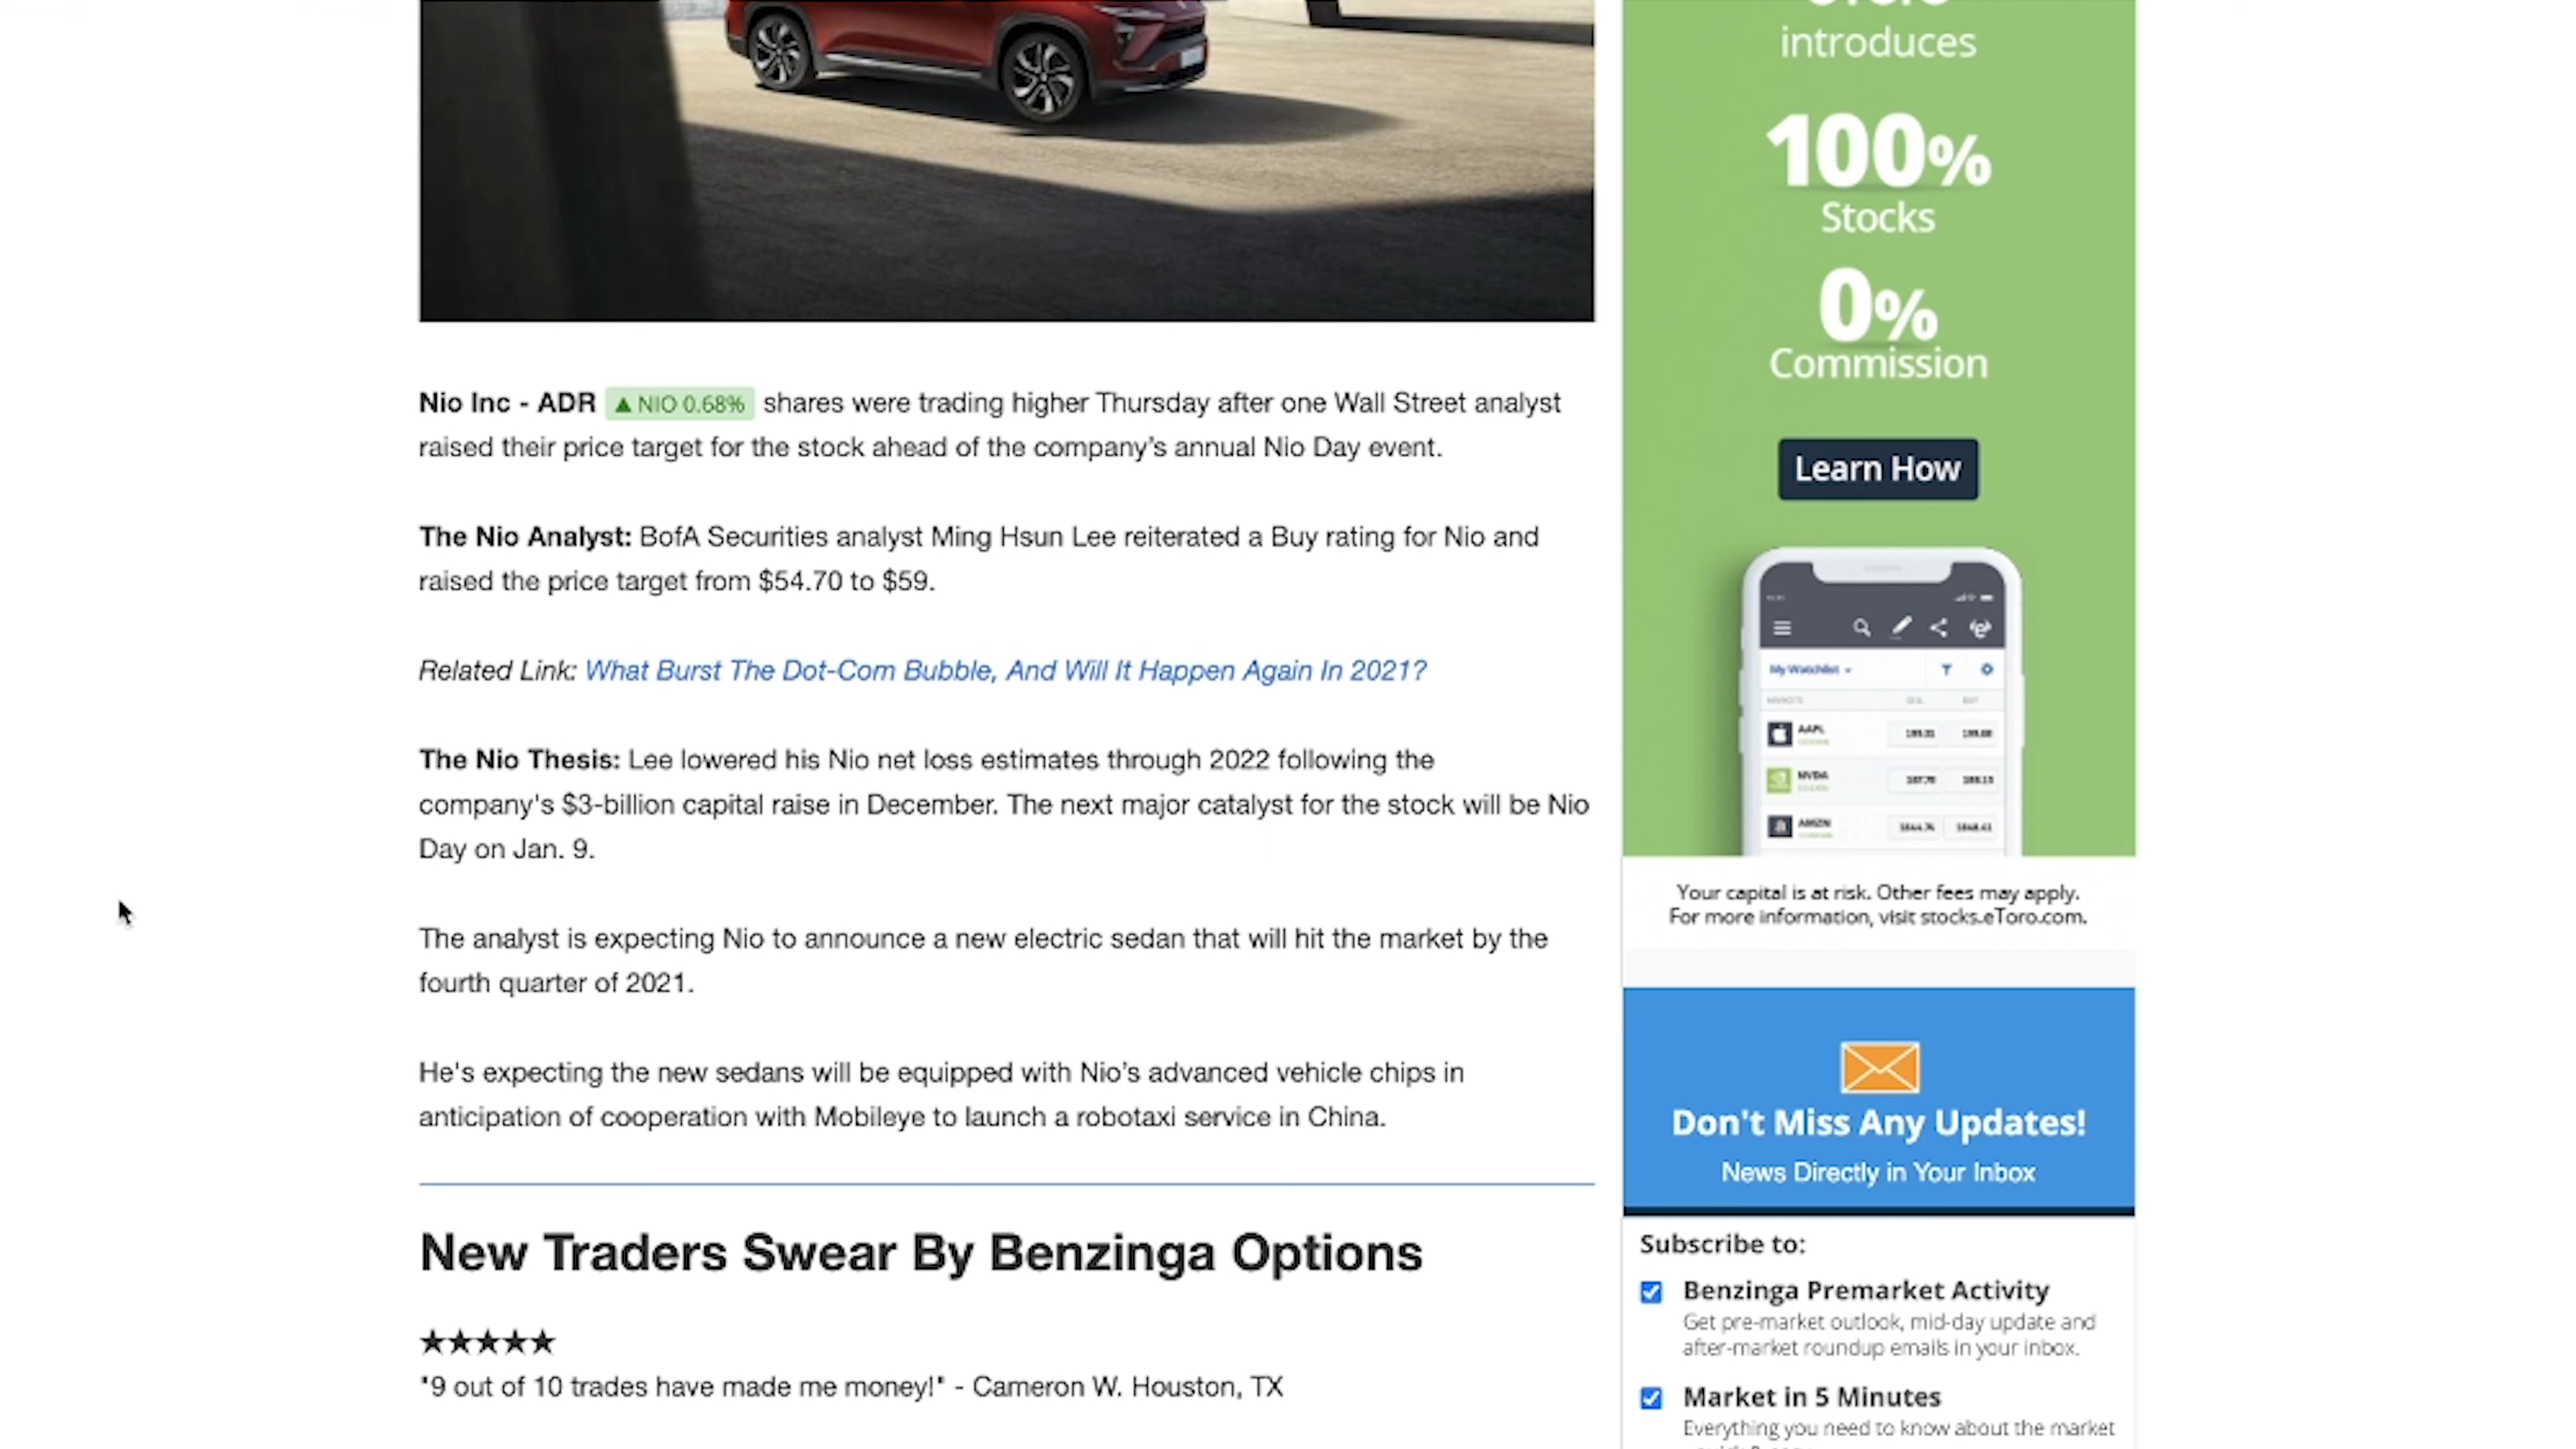 Nio Inc - ADR ▲ NIO 0.68% shares were trading higher Thursday after one Wall Street analyst
raised their price target for the stock ahead of the company's annual Nio Day event.
The Nio Analyst: BofA Securities analyst Ming Hsun Lee reiterated a Buy rating for Nio and
raised the price target from $54.70 to $59.
Related Link: What Burst The Dot-Com Bubble, And Will It Happen Again In 2021?
The Nio Thesis: Lee lowered his Nio net loss estimates through 2022 following the
company's $3-billion capital raise in December. The next major catalyst for the stock will be Nio
Day on Jan. 9.
The analyst is expecting Nio to announce a new electric sedan that will hit the market by the
fourth quarter of 2021.
He's expecting the new sedans will be equipped with Nio's advanced vehicle chips in
anticipation of cooperation with Mobileye to launch a robotaxi service in China.
New Traders Swear By Benzinga Options
★★★★★
"9 out of 10 trades have made me money!" - Cameron W. Houston, TX
introduces
100%
Stocks
0%
Commission
Learn How
My Watchlist
MARKETS SELL BUY
AAPL
NVDA
AMZN
Your capital is at risk. Other fees may apply.
For more information, visit stocks.eToro.com.
Don't Miss Any Updates!
News Directly in Your Inbox
Subscribe to:
Benzinga Premarket Activity
Get pre-market outlook, mid-day update and
after-market roundup emails in your inbox.
Market in 5 Minutes
Everything you need to know about the market